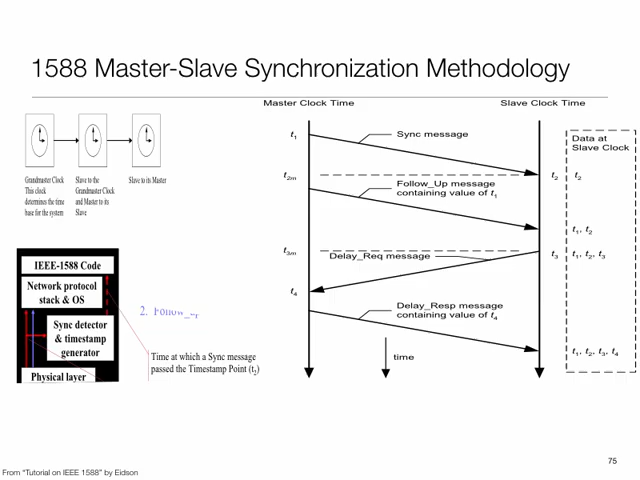 1588 Master-Slave Synchronization Methodology
Master Clock Time
Slave Clock Time
Grandmaster Clock
This clock
determines the time
base for the system
Slave to the
Grandmaster Clock
and Master to its
Slave
Slave to its Master
t1
Sync message
t2m
t2
Follow_Up message
containing value of t1
t3m
t3
Delay_Req message
t4
Delay_Resp message
containing value of t4
time
Data at
Slave Clock
t2
t1, t2
t1, t2, t3
t1, t2, t3, t4
IEEE-1588 Code
Network protocol
stack & OS
Sync detector
& timestamp
generator
Physical layer
2.
Time at which a Sync message
passed the Timestamp Point (t2)
75
From "Tutorial on IEEE 1588" by Eidson